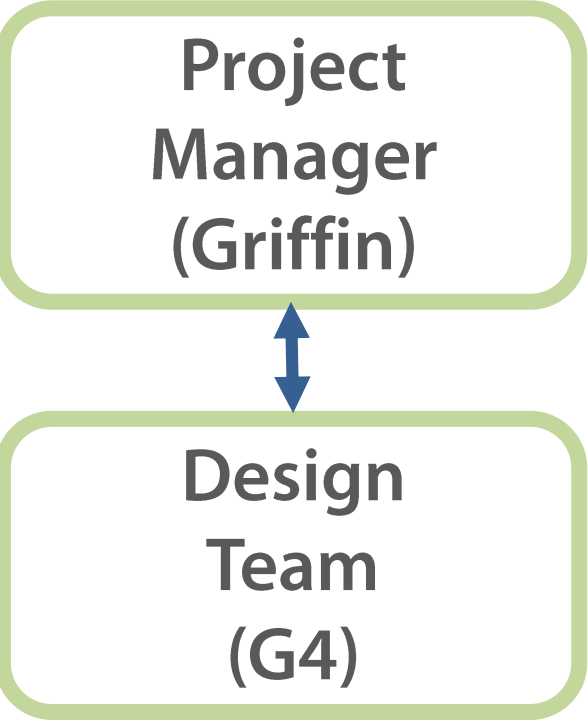 Project
Manager
(Griffin)
Design
Team
(G4)